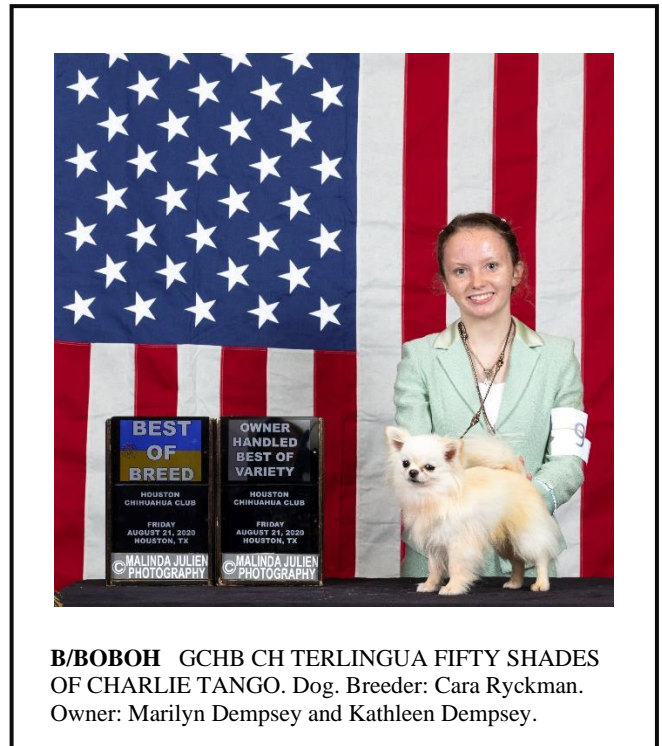 BEST
OF
BREED
HOUSTON
CHIHUAHUA CLUB
FRIDAY
AUGUST 21, 2020
HOUSTON, TX
© MALINDA JULIEN
PHOTOGRAPHY
OWNER
HANDLED
BEST OF
VARIETY
HOUSTON
CHIHUAHUA CLUB
FRIDAY
AUGUST 21, 2020
HOUSTON, TX
© MALINDA JULIEN
PHOTOGRAPHY
B/BOBOH GCHB CH TERLINGUA FIFTY SHADES
OF CHARLIE TANGO. Dog. Breeder: Cara Ryckman.
Owner: Marilyn Dempsey and Kathleen Dempsey.